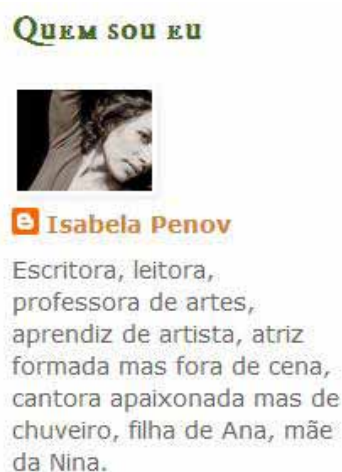 Quem sou eu
Isabela Penov
Escritora, leitora,
professora de artes,
aprendiz de artista, atriz
formada mas fora de cena,
cantora apaixonada mas de
chuveiro, filha de Ana, mãe
da Nina.